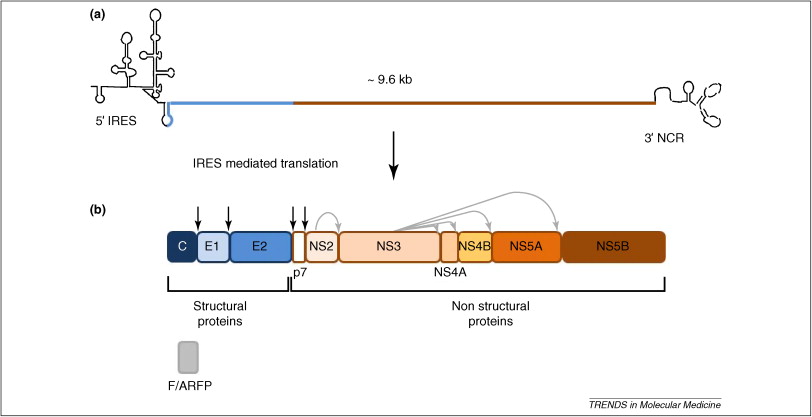 (a)
~ 9.6 kb
5′ IRES
3′ NCR
IRES mediated translation
(b)
C E1 E2 NS2 NS3 NS4B NS5A NS5B
p7 NS4A
Structural
proteins
Non structural
proteins
F/ARFP
TRENDS in Molecular Medicine